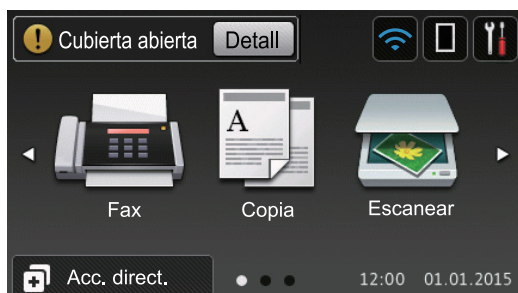 Cubierta abierta Detall
A
Fax Copia Escanear
Acc. direct. 12:00 01.01.2015